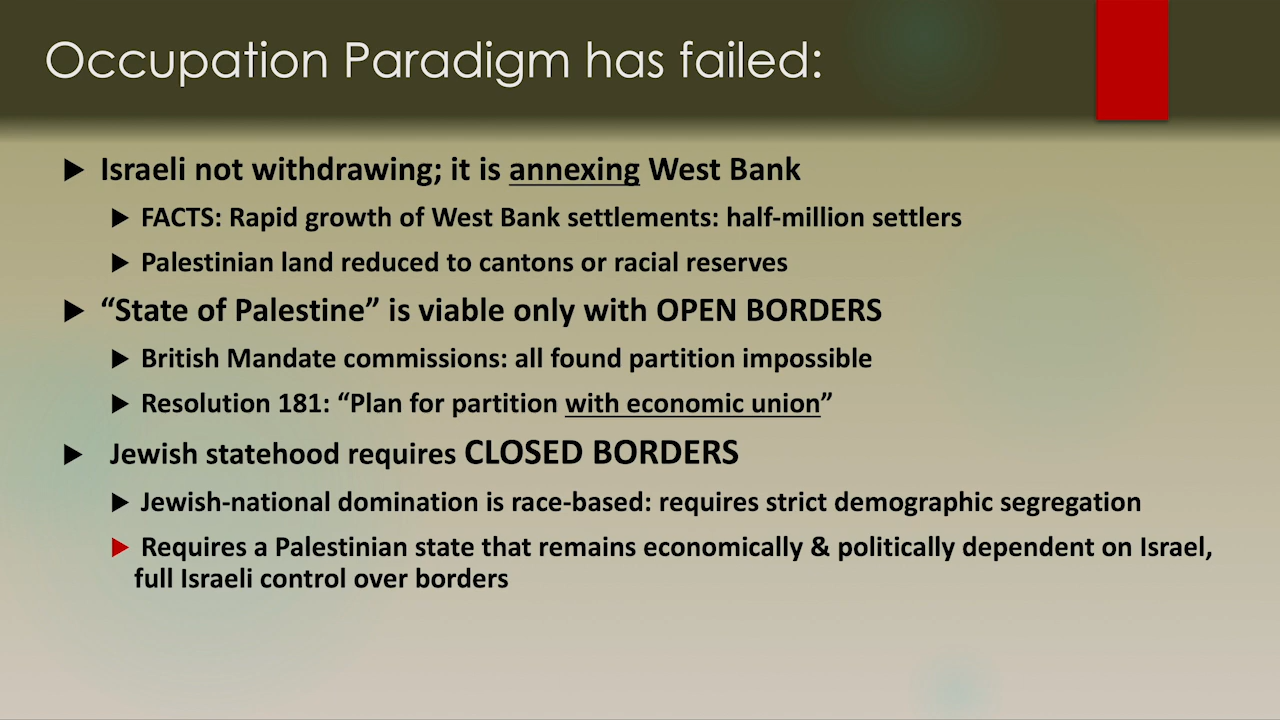 Occupation Paradigm has failed:
Israeli not withdrawing; it is annexing West Bank
FACTS: Rapid growth of West Bank settlements: half-million settlers
Palestinian land reduced to cantons or racial reserves
“State of Palestine” is viable only with OPEN BORDERS
British Mandate commissions: all found partition impossible
Resolution 181: “Plan for partition with economic union”
Jewish statehood requires CLOSED BORDERS
Jewish-national domination is race-based: requires strict demographic segregation
Requires a Palestinian state that remains economically & politically dependent on Israel,
full Israeli control over borders